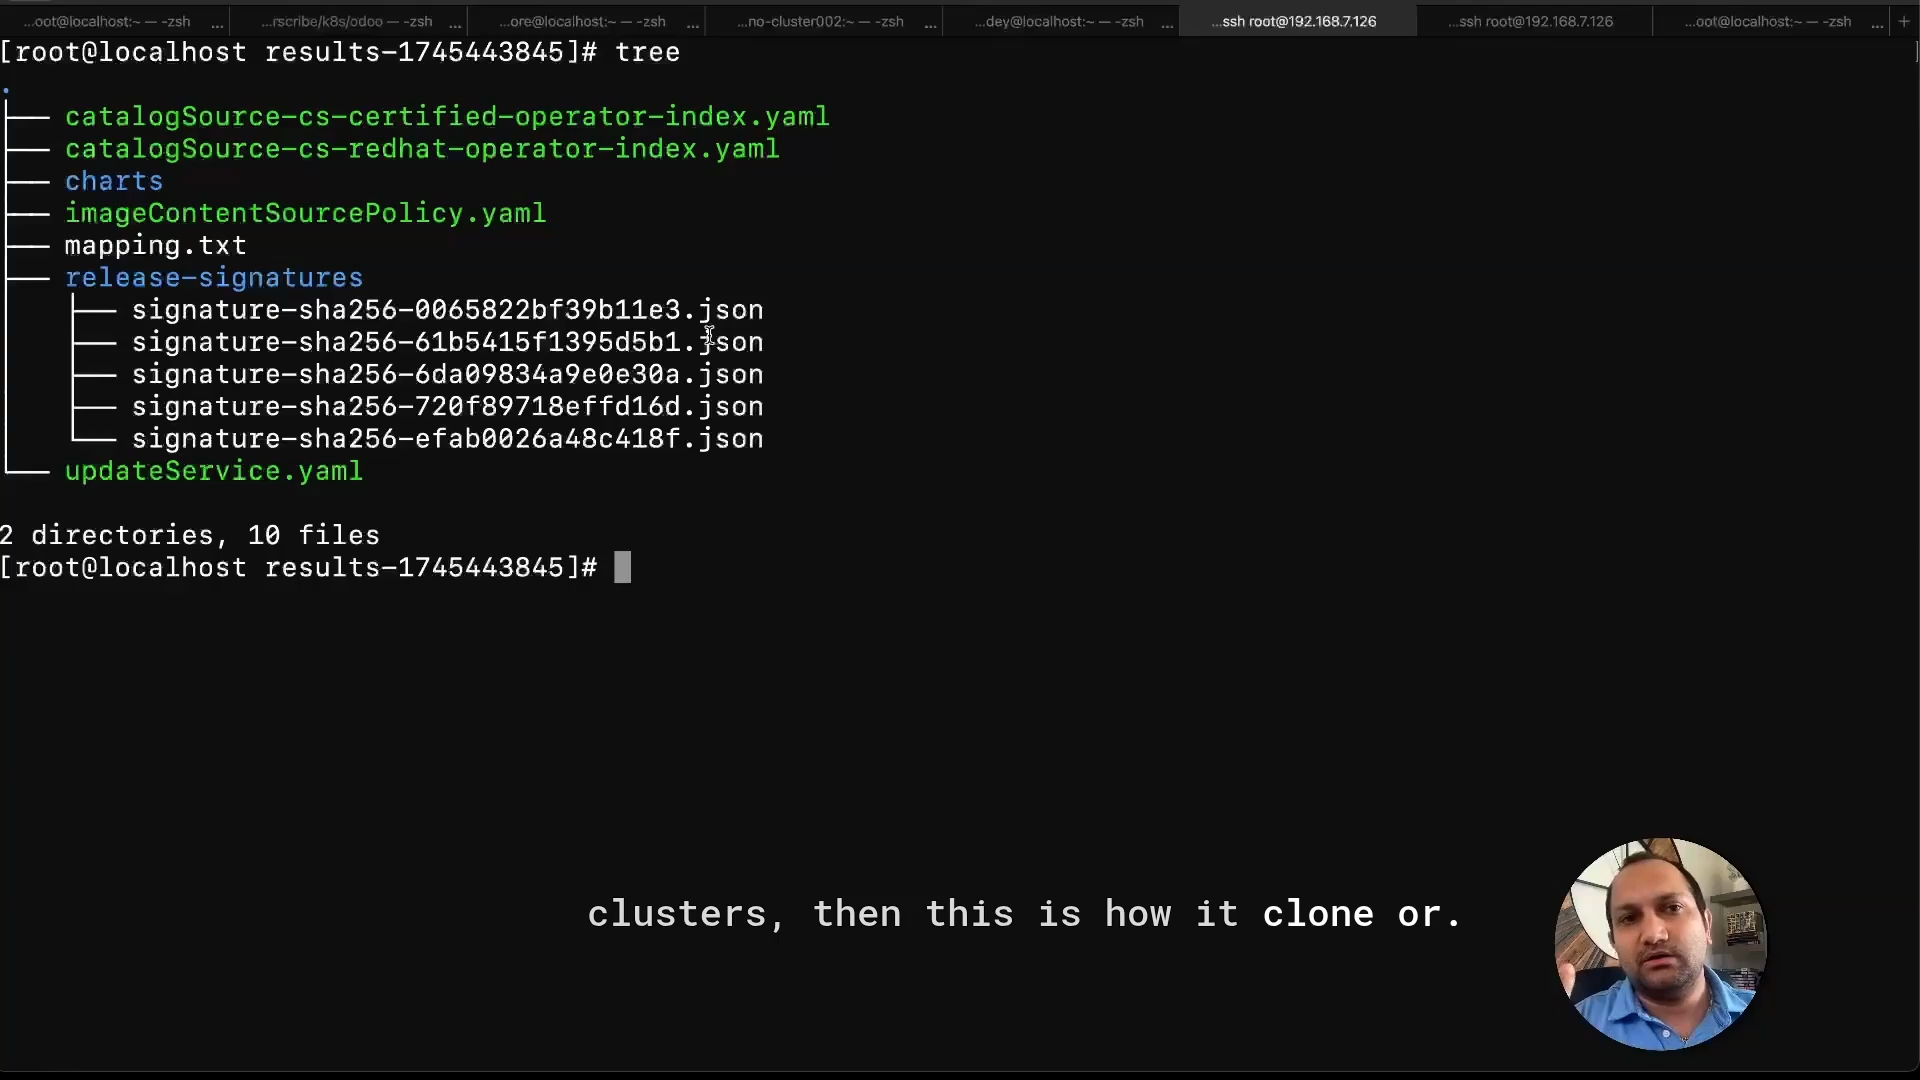 ...oot@localhost:~ — -zsh ... ...rscribe/k8s/odoo — -zsh ... ...ore@localhost:~ — -zsh ... ...no-cluster002:~ — -zsh ... ...dey@localhost:~ — -zsh ... ...ssh root@192.168.7.126 ...ssh root@192.168.7.126 ...oot@localhost:~ — -zsh ... +
[root@localhost results-1745443845]# tree
.
├── catalogSource-cs-certified-operator-index.yaml
├── catalogSource-cs-redhat-operator-index.yaml
├── charts
├── imageContentSourcePolicy.yaml
├── mapping.txt
├── release-signatures
│   ├── signature-sha256-0065822bf39b11e3.json
│   ├── signature-sha256-61b5415f1395d5b1.json
│   ├── signature-sha256-6da09834a9e0e30a.json
│   ├── signature-sha256-720f89718effd16d.json
│   └── signature-sha256-efab0026a48c418f.json
└── updateService.yaml
2 directories, 10 files
[root@localhost results-1745443845]#
clusters, then this is how it clone or.